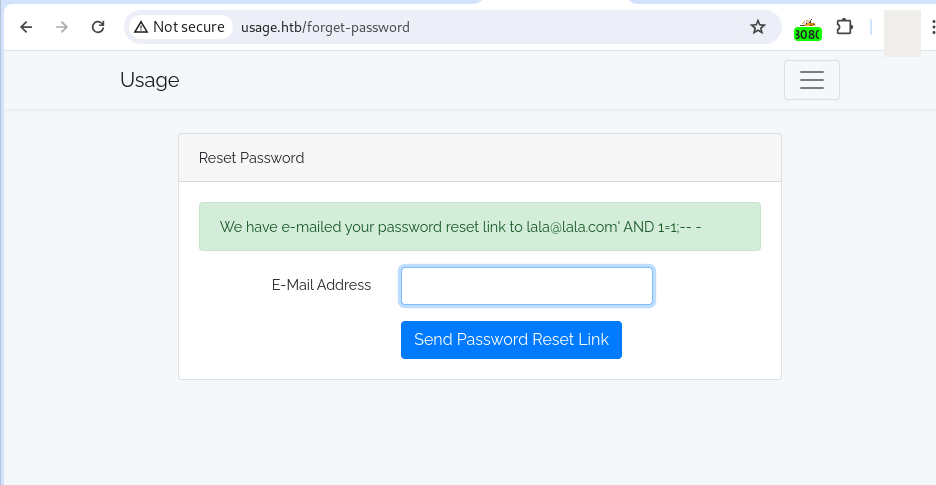 Not secure usage.htb/forget-password
8080
Usage
Reset Password
We have e-mailed your password reset link to lala@lala.com' AND 1=1;-- -
E-Mail Address
Send Password Reset Link